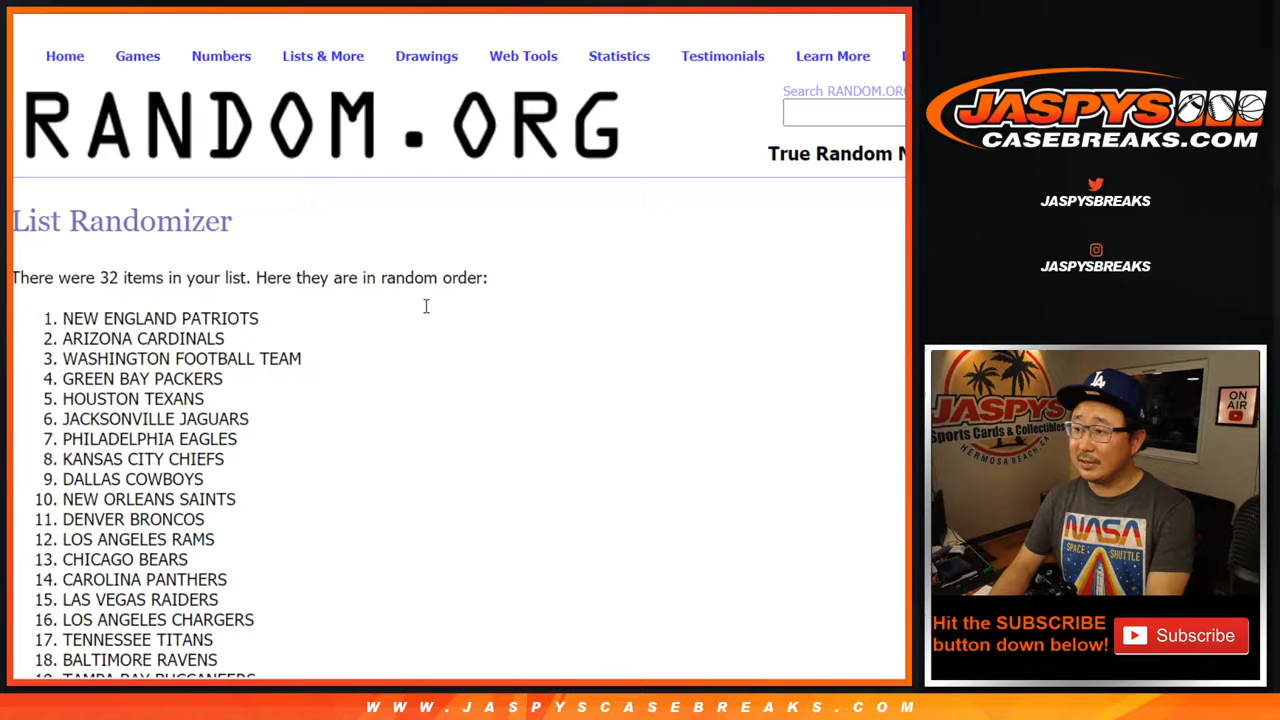 Home Games Numbers Lists & More Drawings Web Tools Statistics Testimonials Learn More
RANDOM.ORG
Search RANDOM.ORG
True Random
List Randomizer
There were 32 items in your list. Here they are in random order:
1. NEW ENGLAND PATRIOTS
2. ARIZONA CARDINALS
3. WASHINGTON FOOTBALL TEAM
4. GREEN BAY PACKERS
5. HOUSTON TEXANS
6. JACKSONVILLE JAGUARS
7. PHILADELPHIA EAGLES
8. KANSAS CITY CHIEFS
9. DALLAS COWBOYS
10. NEW ORLEANS SAINTS
11. DENVER BRONCOS
12. LOS ANGELES RAMS
13. CHICAGO BEARS
14. CAROLINA PANTHERS
15. LAS VEGAS RAIDERS
16. LOS ANGELES CHARGERS
17. TENNESSEE TITANS
18. BALTIMORE RAVENS
JASPYS
CASEBREAKS.COM
JASPYSBREAKS
JASPYSBREAKS
JASPYS
Sports Cards & Collectibles
HERMOSA BEACH, CA
ON AIR
LA
NASA
SPACE SHUTTLE
Hit the SUBSCRIBE
button down below!
Subscribe
WWW.JASPYSCASEBREAKS.COM